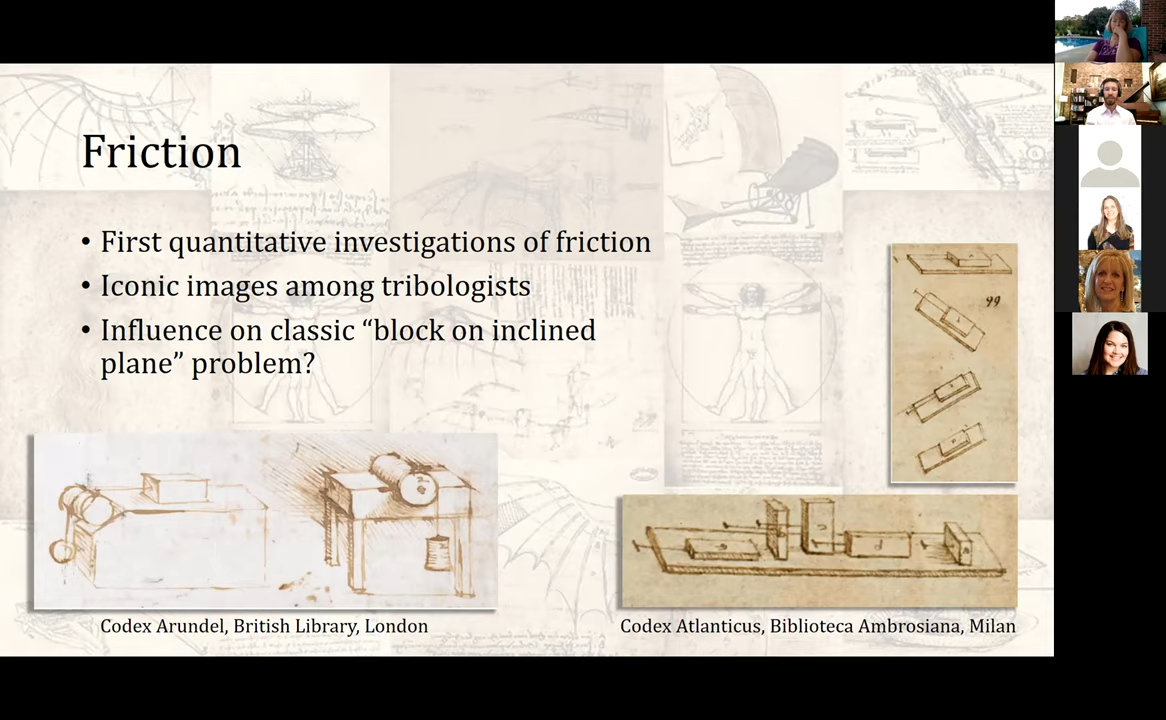 Friction
• First quantitative investigations of friction
• Iconic images among tribologists
• Influence on classic “block on inclined
plane” problem?
99
Codex Arundel, British Library, London
Codex Atlanticus, Biblioteca Ambrosiana, Milan